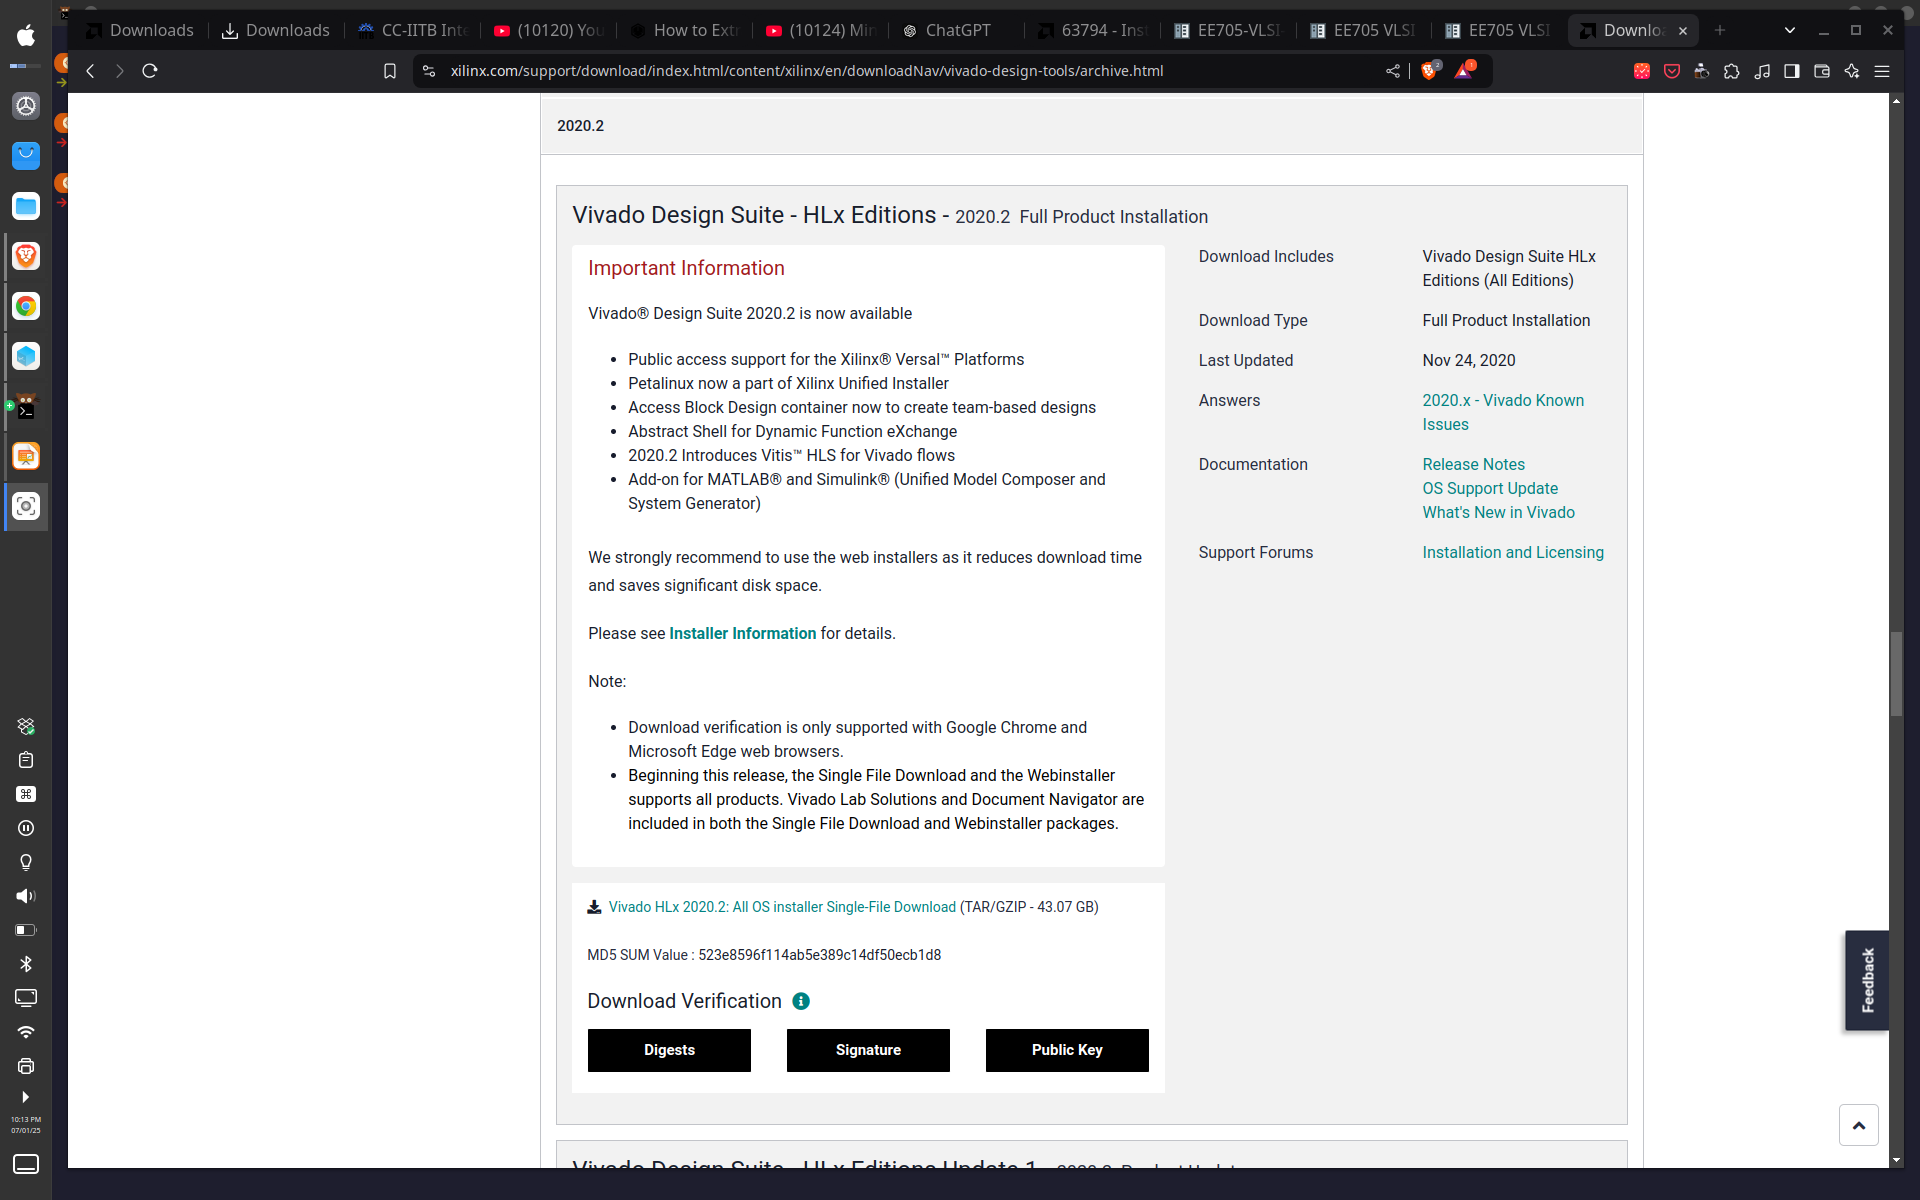 Downloads
Downloads
CC-IITB Inte
(10120) You
How to Extr
(10124) Min
ChatGPT
63794 - Inst
EE705-VLSI-
EE705 VLSI
EE705 VLSI
Downloa
xilinx.com/support/download/index.html/content/xilinx/en/downloadNav/vivado-design-tools/archive.html
2
1
2020.2
Vivado Design Suite - HLx Editions - 2020.2 Full Product Installation
Important Information
Vivado® Design Suite 2020.2 is now available
• Public access support for the Xilinx® Versal™ Platforms
• Petalinux now a part of Xilinx Unified Installer
• Access Block Design container now to create team-based designs
• Abstract Shell for Dynamic Function eXchange
• 2020.2 Introduces Vitis™ HLS for Vivado flows
• Add-on for MATLAB® and Simulink® (Unified Model Composer and
System Generator)
We strongly recommend to use the web installers as it reduces download time
and saves significant disk space.
Please see Installer Information for details.
Note:
• Download verification is only supported with Google Chrome and
Microsoft Edge web browsers.
• Beginning this release, the Single File Download and the Webinstaller
supports all products. Vivado Lab Solutions and Document Navigator are
included in both the Single File Download and Webinstaller packages.
Vivado HLx 2020.2: All OS installer Single-File Download (TAR/GZIP - 43.07 GB)
MD5 SUM Value : 523e8596f114ab5e389c14df50ecb1d8
Download Verification
Digests
Signature
Public Key
Download Includes
Vivado Design Suite HLx
Editions (All Editions)
Download Type
Full Product Installation
Last Updated
Nov 24, 2020
Answers
2020.x - Vivado Known
Issues
Documentation
Release Notes
OS Support Update
What's New in Vivado
Support Forums
Installation and Licensing
Feedback
Vivado Design Suite - HLx Editions Update 1 - 2020.2 Product Update
10:13 PM
07/01/25